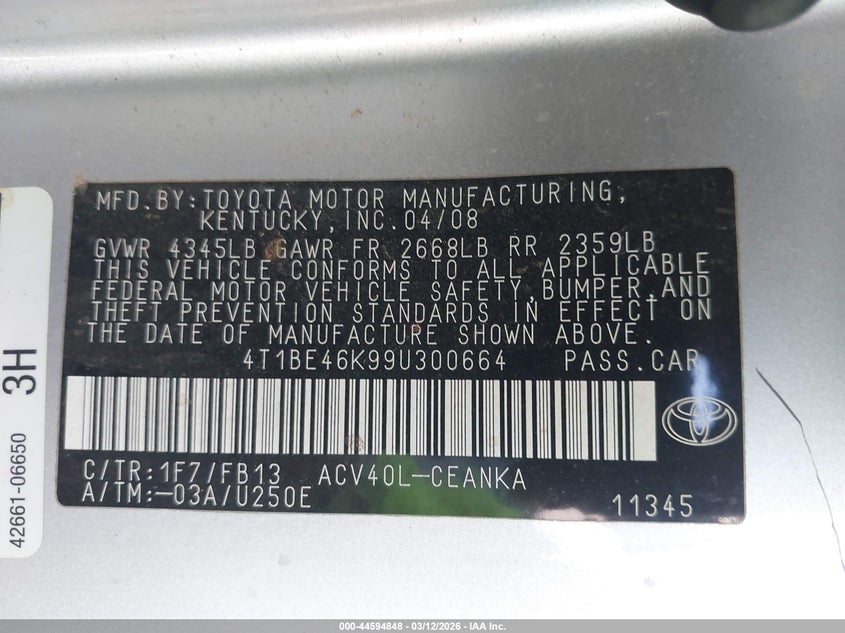 MFD.BY:TOYOTA MOTOR MANUFACTURING,
KENTUCKY,INC.04/08
GVWR 4345LB GAWR FR 2668LB RR 2359LB
THIS VEHICLE CONFORMS TO ALL APPLICABLE
FEDERAL MOTOR VEHICLE SAFETY,BUMPER,AND
THEFT PREVENTION STANDARDS IN EFFECT ON
THE DATE OF MANUFACTURE SHOWN ABOVE.
4T1BE46K99U300664 PASS.CAR
C/TR:1F7/FB13 ACV40L-CEANKA
A/TM:-03A/U250E
11345
42661-06650 3H
000-44594848 - 03/12/2026 - IAA Inc.